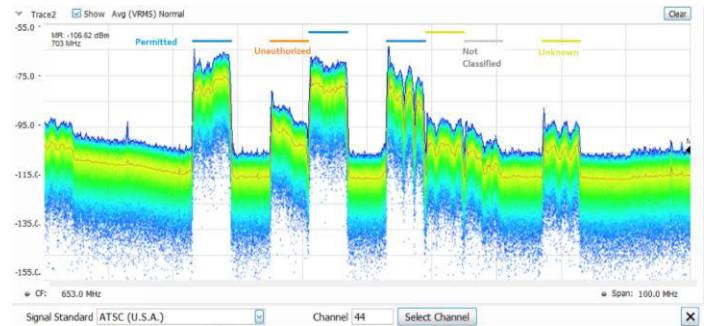 Trace2 Show Avg (VRMS) Normal Clear
-55.0
MR: -106.62 dBm
703 MHz
Permitted
Unauthorized
Not
Classified
Unknown
-75.0
-95.0
-115.0
-135.0
-155.0
CF: 653.0 MHz Span: 100.0 MHz
Signal Standard ATSC (U.S.A.) Channel 44 Select Channel X